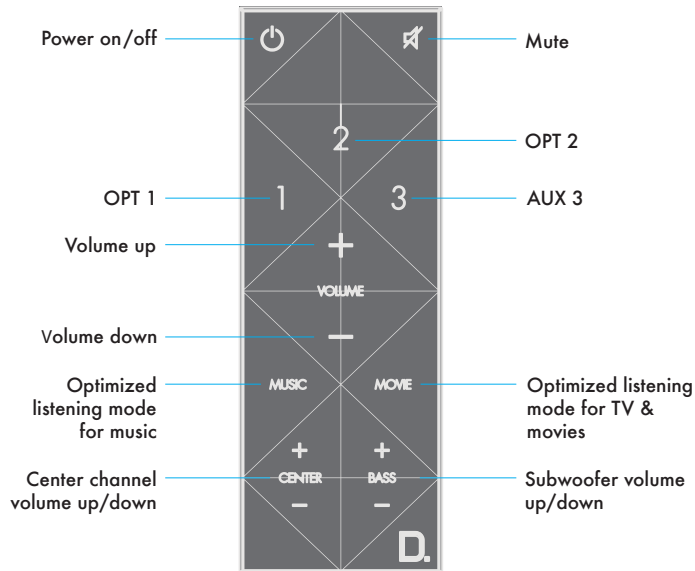 Power on/off
Mute
2
OPT 2
OPT 1
1
3
AUX 3
Volume up
+
VOLUME
Volume down
−
Optimized
listening mode
for music
MUSIC
MOVIE
Optimized listening
mode for TV &
movies
+
+
Center channel
volume up/down
CENTER
BASS
Subwoofer volume
up/down
−
−
D.